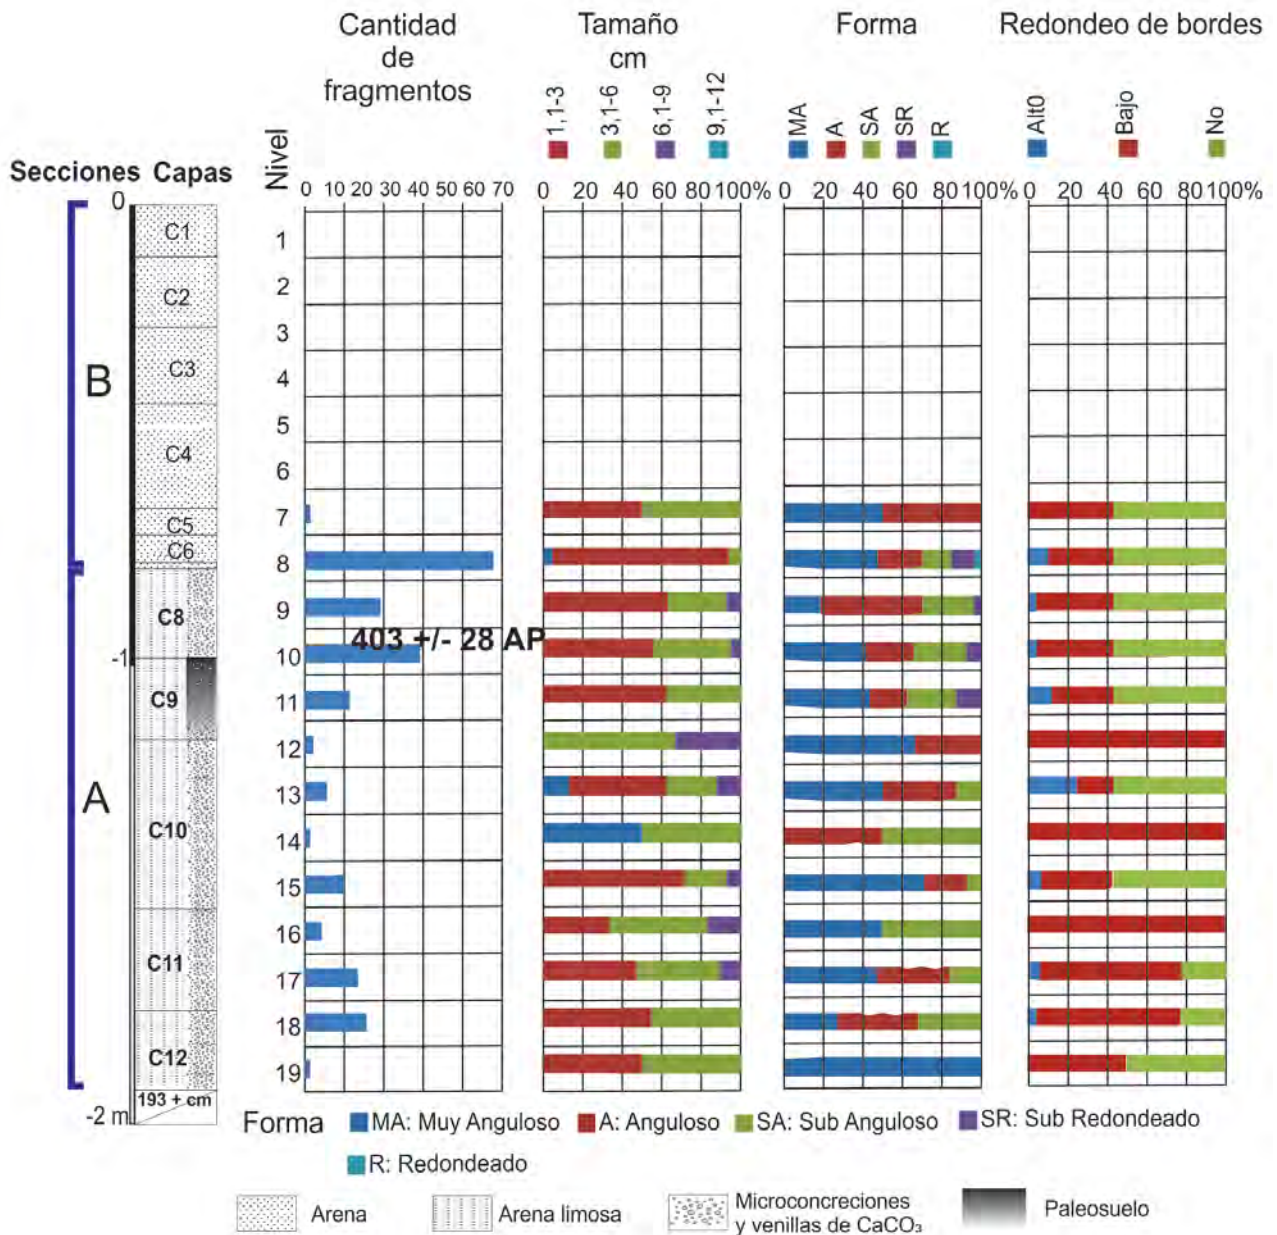 Cantidad
de
fragmentos
Tamaño
cm
Forma
Redondeo de bordes
1,1-3
3,1-6
6,1-9
9,1-12
MA
A
SA
SR
R
Alt0
Bajo
No
Secciones Capas Nivel
0 10 20 30 40 50 60 70
0 20 40 60 80 100%
0 20 40 60 80 100%
0 20 40 60 80 100%
0
-1
-2 m
B
A
C1
C2
C3
C4
C5
C6
C8
C9
C10
C11
C12
193 + cm
1
2
3
4
5
6
7
8
9
403 +/- 28 AP
10
11
12
13
14
15
16
17
18
19
Forma MA: Muy Anguloso A: Anguloso SA: Sub Anguloso SR: Sub Redondeado
R: Redondeado
Arena
Arena limosa
Microconcreciones
y venillas de CaCO₃
Paleosuelo